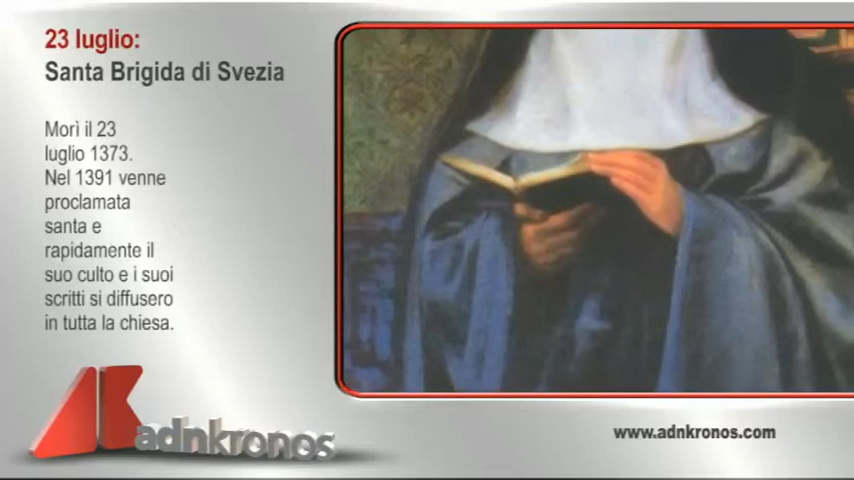 23 luglio:
Santa Brigida di Svezia
Morì il 23
luglio 1373.
Nel 1391 venne
proclamata
santa e
rapidamente il
suo culto e i suoi
scritti si diffusero
in tutta la chiesa.
adnkronos
www.adnkronos.com